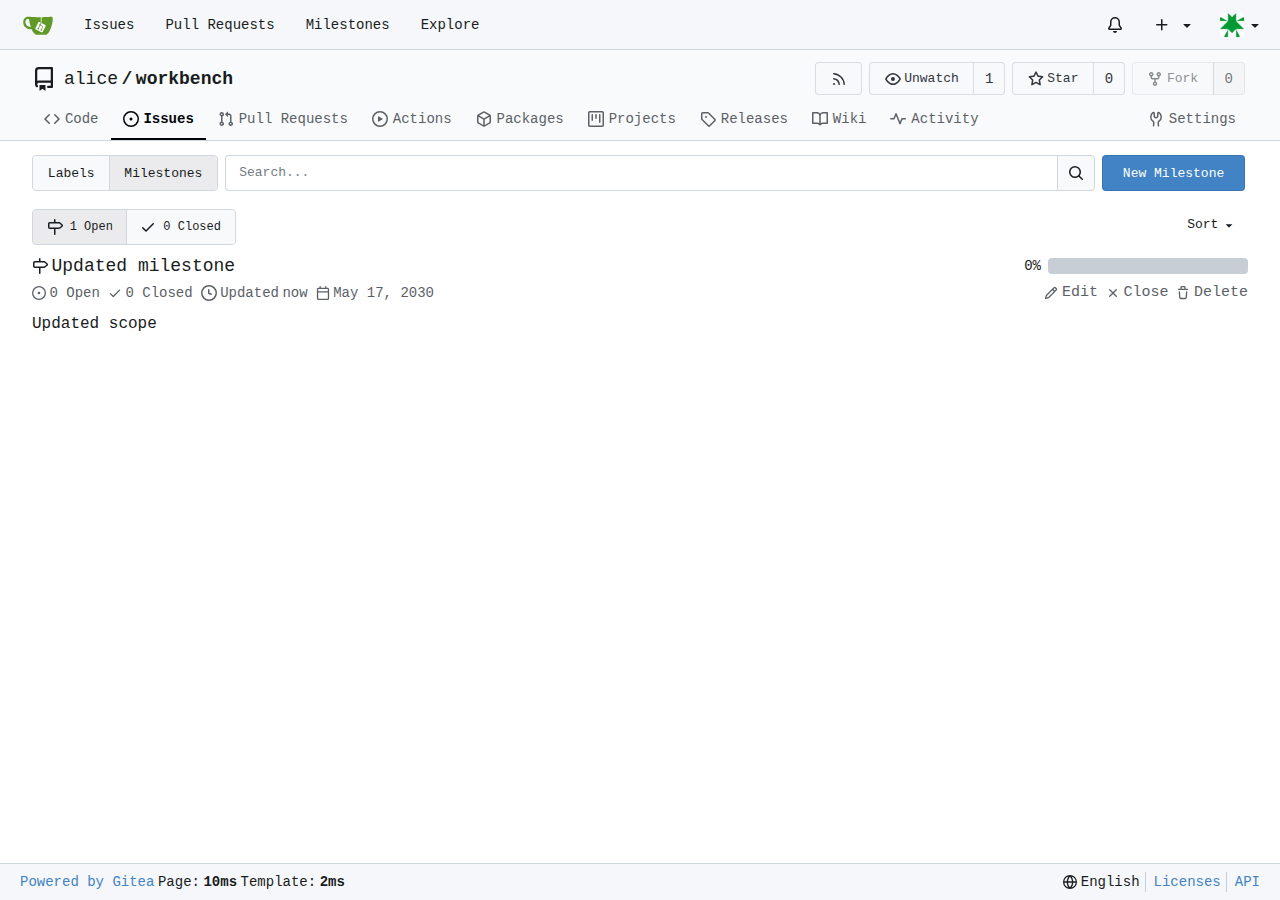 Issues Pull Requests Milestones Explore
alice/workbench Unwatch 1 Star 0 Fork 0
Code Issues Pull Requests Actions Packages Projects Releases Wiki Activity Settings
Labels Milestones Search... New Milestone
1 Open 0 Closed Sort
Updated milestone 0%
0 Open 0 Closed Updated now May 17, 2030 Edit Close Delete
Updated scope
Powered by Gitea Page: 10ms Template: 2ms English Licenses API